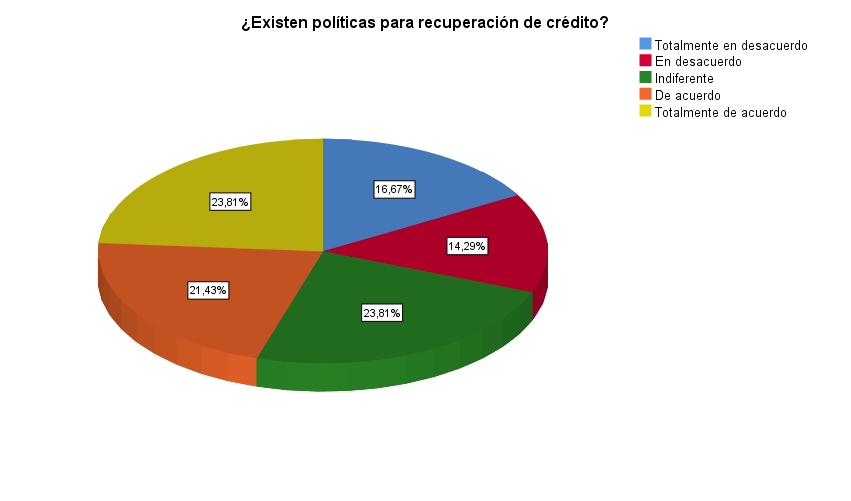 ¿Existen políticas para recuperación de crédito?
Totalmente en desacuerdo
En desacuerdo
Indiferente
De acuerdo
Totalmente de acuerdo
16,67%
23,81%
14,29%
21,43%
23,81%